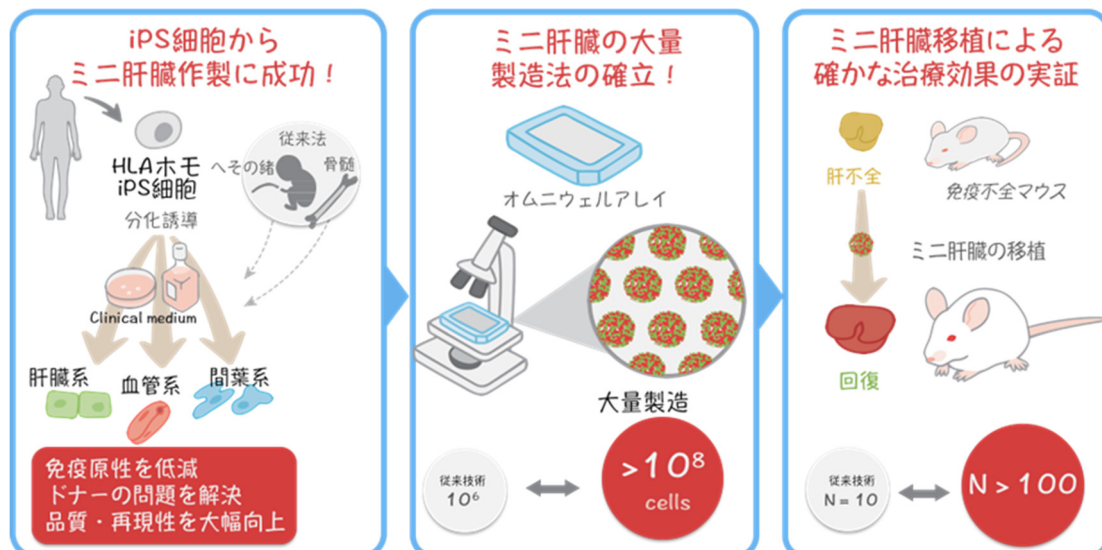 iPS細胞から
ミニ肝臓作製に成功！
HLAホモ
iPS細胞
分化誘導
従来法
へその緒
骨髄
Clinical medium
肝臓系
血管系
間葉系
免疫原性を低減
ドナーの問題を解決
品質・再現性を大幅向上
ミニ肝臓の大量
製造法の確立！
オムニウェルアレイ
大量製造
従来技術
10⁶
>10⁸
cells
ミニ肝臓移植による
確かな治療効果の実証
肝不全
免疫不全マウス
ミニ肝臓の移植
回復
従来技術
N = 10
N > 100